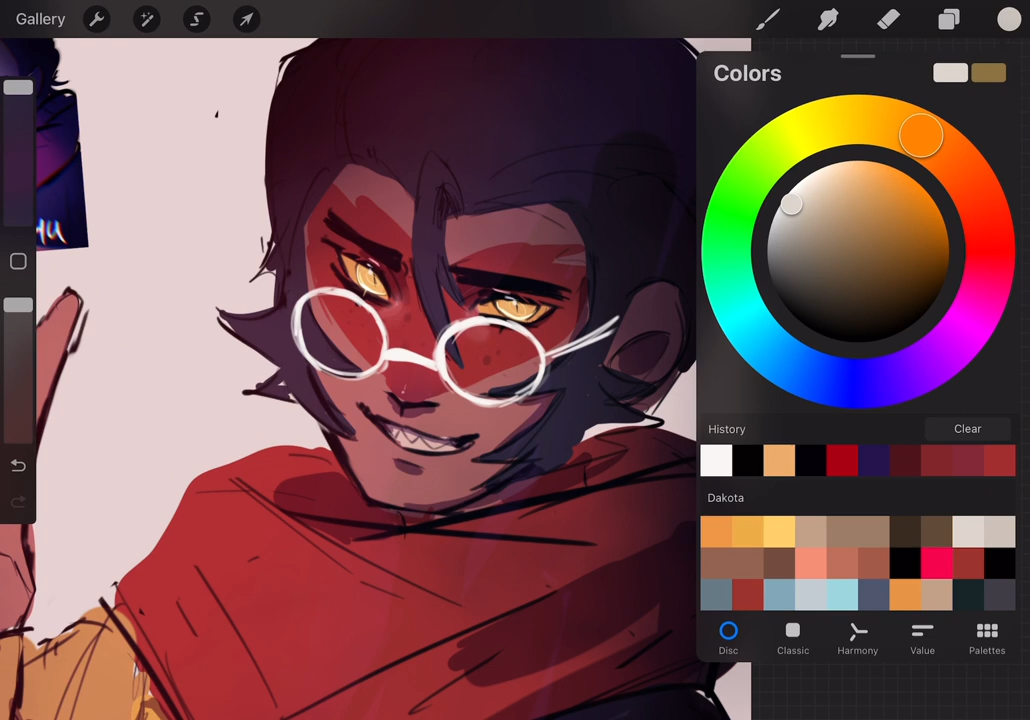 Gallery
Colors
History
Clear
Dakota
Disc
Classic
Harmony
Value
Palettes